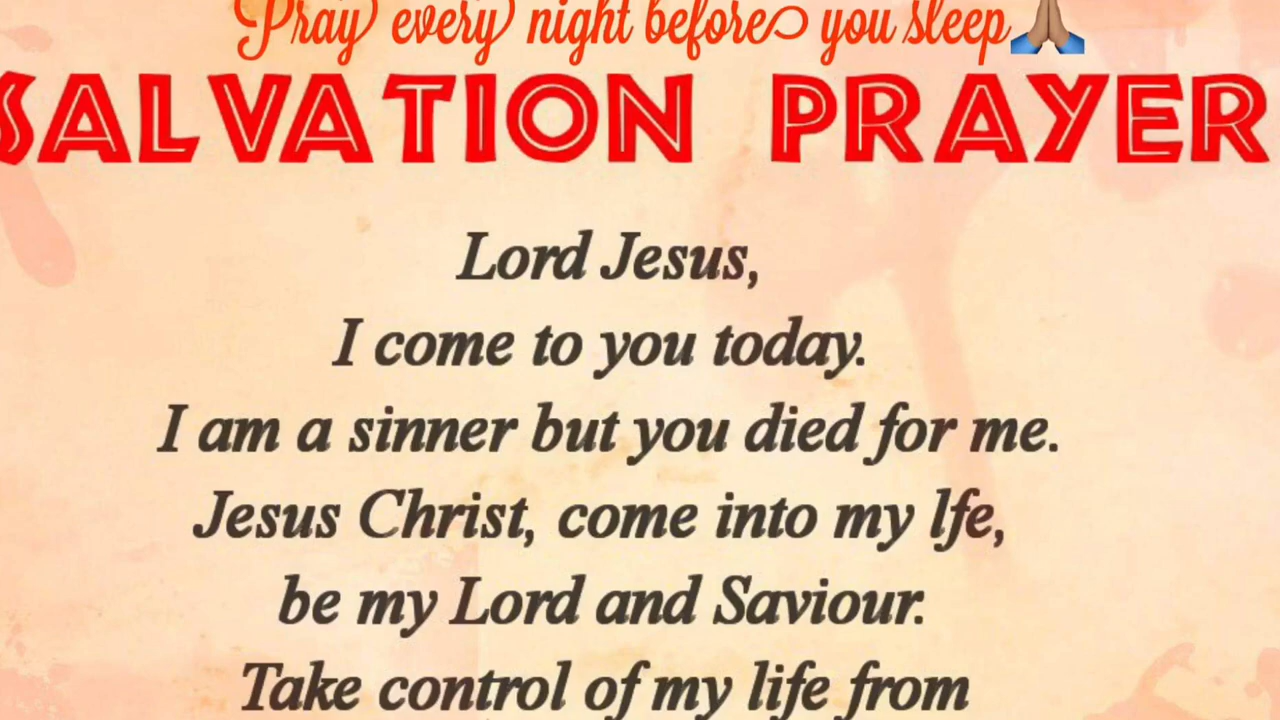 Pray every night before you sleep🙏🏽
SALVATION PRAYER
Lord Jesus,
I come to you today.
I am a sinner but you died for me.
Jesus Christ, come into my lfe,
be my Lord and Saviour.
Take control of my life from